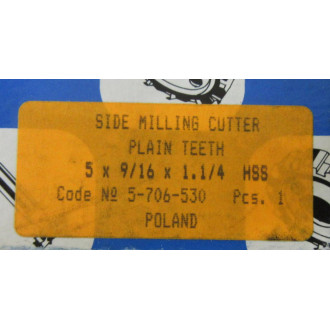 SIDE MILLING CUTTER
PLAIN TEETH
5 x 9/16 x 1.1/4 HSS
Code № 5-706-530 Pcs. 1
POLAND